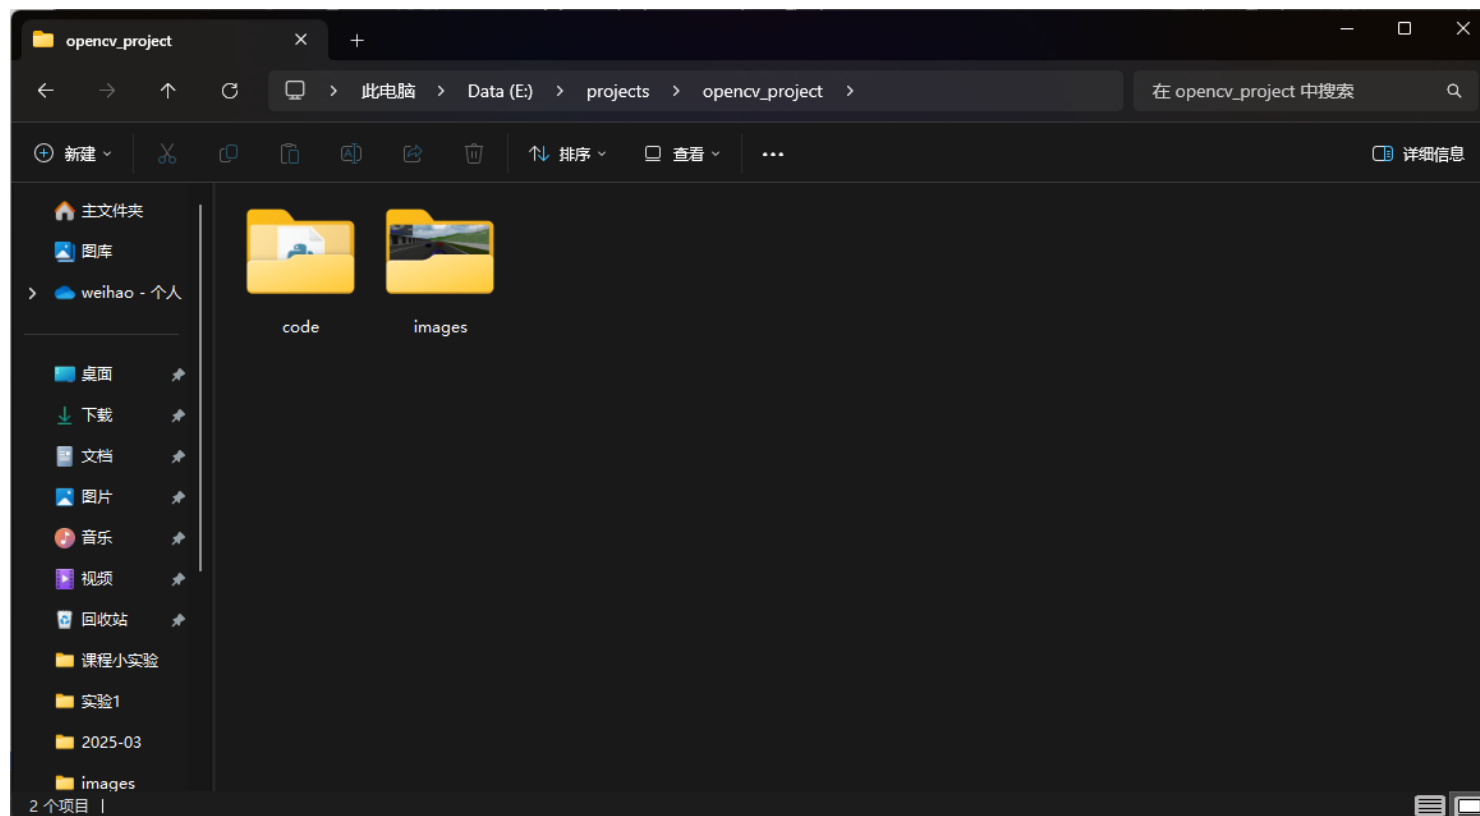 opencv_project
此电脑 > Data (E:) > projects > opencv_project >
在 opencv_project 中搜索
新建
排序
查看
详细信息
主文件夹
图库
weihao - 个人
桌面
下载
文档
图片
音乐
视频
回收站
课程小实验
实验1
2025-03
images
code
images
2 个项目